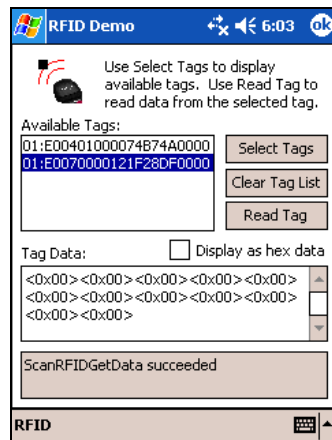 RFID Demo 6:03 ok
Use Select Tags to display
available tags. Use Read Tag to
read data from the selected tag.
Available Tags:
01:E00401000074B74A0000
01:E0070000121F28DF0000
Select Tags
Clear Tag List
Read Tag
Tag Data:
Display as hex data
<0x00><0x00><0x00><0x00><0x00>
<0x00><0x00><0x00><0x00><0x00>
<0x00><0x00>
ScanRFIDGetData succeeded
RFID